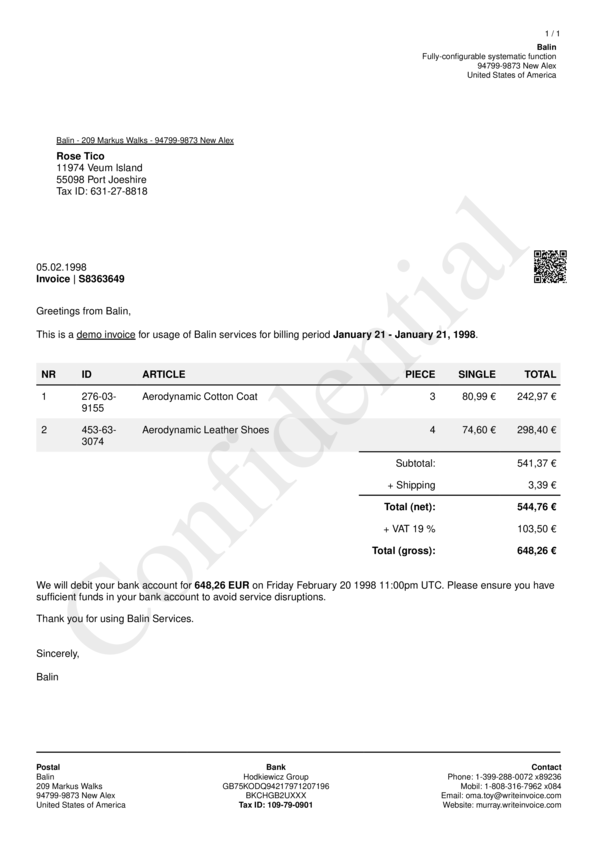 1 / 1
Balin
Fully-configurable systematic function
94799-9873 New Alex
United States of America
Balin - 209 Markus Walks - 94799-9873 New Alex
Rose Tico
11974 Veum Island
55098 Port Joeshire
Tax ID: 631-27-8818
05.02.1998
Invoice | S8363649
Greetings from Balin,
This is a demo invoice for usage of Balin services for billing period January 21 - January 21, 1998.
NR ID ARTICLE PIECE SINGLE TOTAL
1 276-03- Aerodynamic Cotton Coat 3 80,99 € 242,97 €
9155
2 453-63- Aerodynamic Leather Shoes 4 74,60 € 298,40 €
3074
Subtotal: 541,37 €
+ Shipping 3,39 €
Total (net): 544,76 €
+ VAT 19 % 103,50 €
Total (gross): 648,26 €
We will debit your bank account for 648,26 EUR on Friday February 20 1998 11:00pm UTC. Please ensure you have
sufficient funds in your bank account to avoid service disruptions.
Thank you for using Balin Services.
Sincerely,
Balin
Confidential
Postal
Balin
209 Markus Walks
94799-9873 New Alex
United States of America
Bank
Hodkiewicz Group
GB75KODQ94217971207196
BKCHGB2UXXX
Tax ID: 109-79-0901
Contact
Phone: 1-399-288-0072 x89236
Mobil: 1-808-316-7962 x084
Email: oma.toy@writeinvoice.com
Website: murray.writeinvoice.com